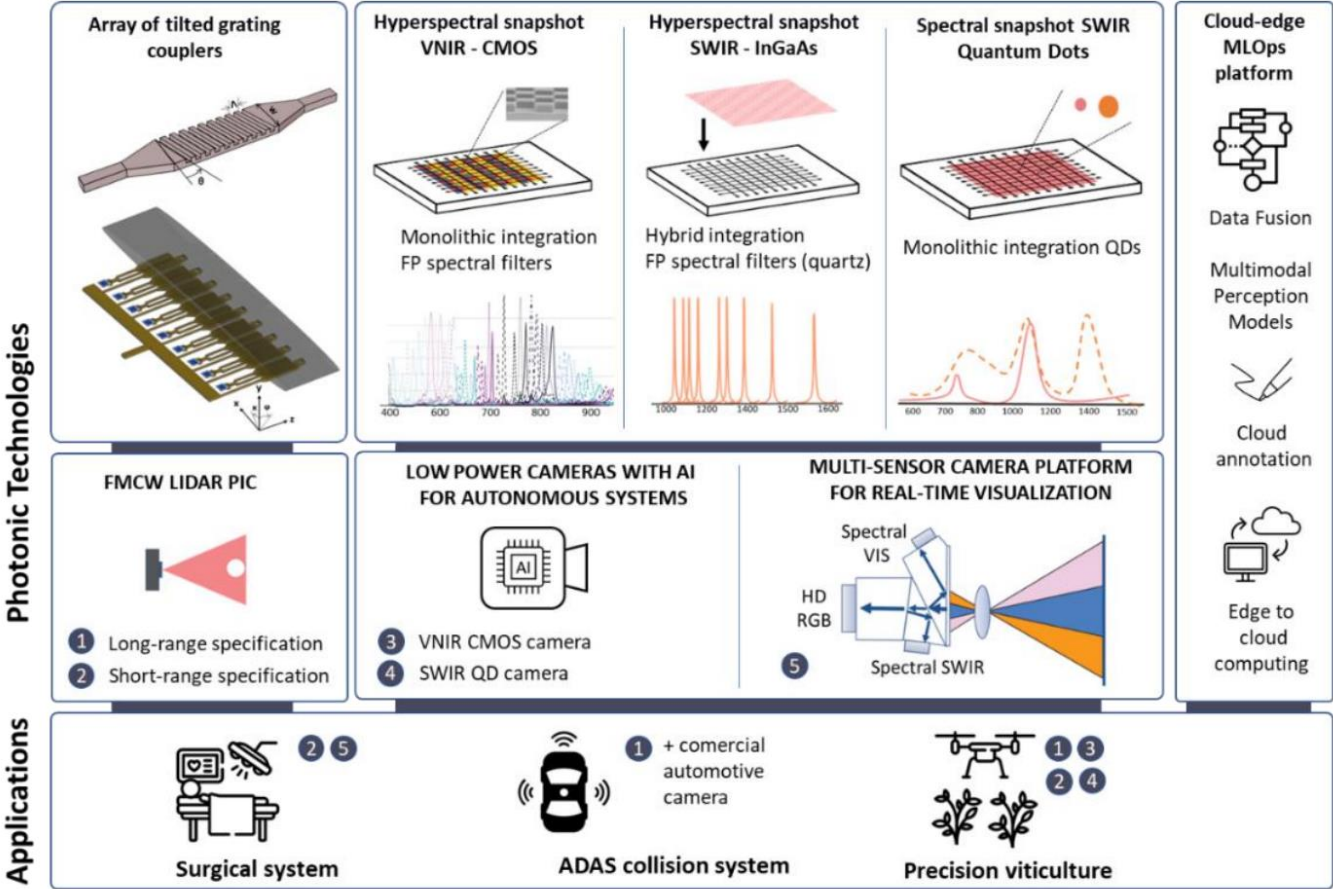 Photonic Technologies
Array of tilted grating
couplers
Λ
R
θ
y
x
x
φ
z
Hyperspectral snapshot
VNIR - CMOS
Monolithic integration
FP spectral filters
400 600 700 800 900
Hyperspectral snapshot
SWIR - InGaAs
Hybrid integration
FP spectral filters (quartz)
1000 1200 1400 1500 1600
Spectral snapshot SWIR
Quantum Dots
Monolithic integration QDs
600 700 800 1000 1200 1400 1500
Cloud-edge
MLOps
platform
Data Fusion
Multimodal
Perception
Models
Cloud
annotation
Edge to
cloud
computing
FMCW LIDAR PIC
1 Long-range specification
2 Short-range specification
LOW POWER CAMERAS WITH AI
FOR AUTONOMOUS SYSTEMS
AI
3 VNIR CMOS camera
4 SWIR QD camera
MULTI-SENSOR CAMERA PLATFORM
FOR REAL-TIME VISUALIZATION
Spectral
VIS
HD
RGB
Spectral SWIR
5
Applications
2 5
Surgical system
1 + comercial
automotive
camera
ADAS collision system
1 3
2 4
Precision viticulture